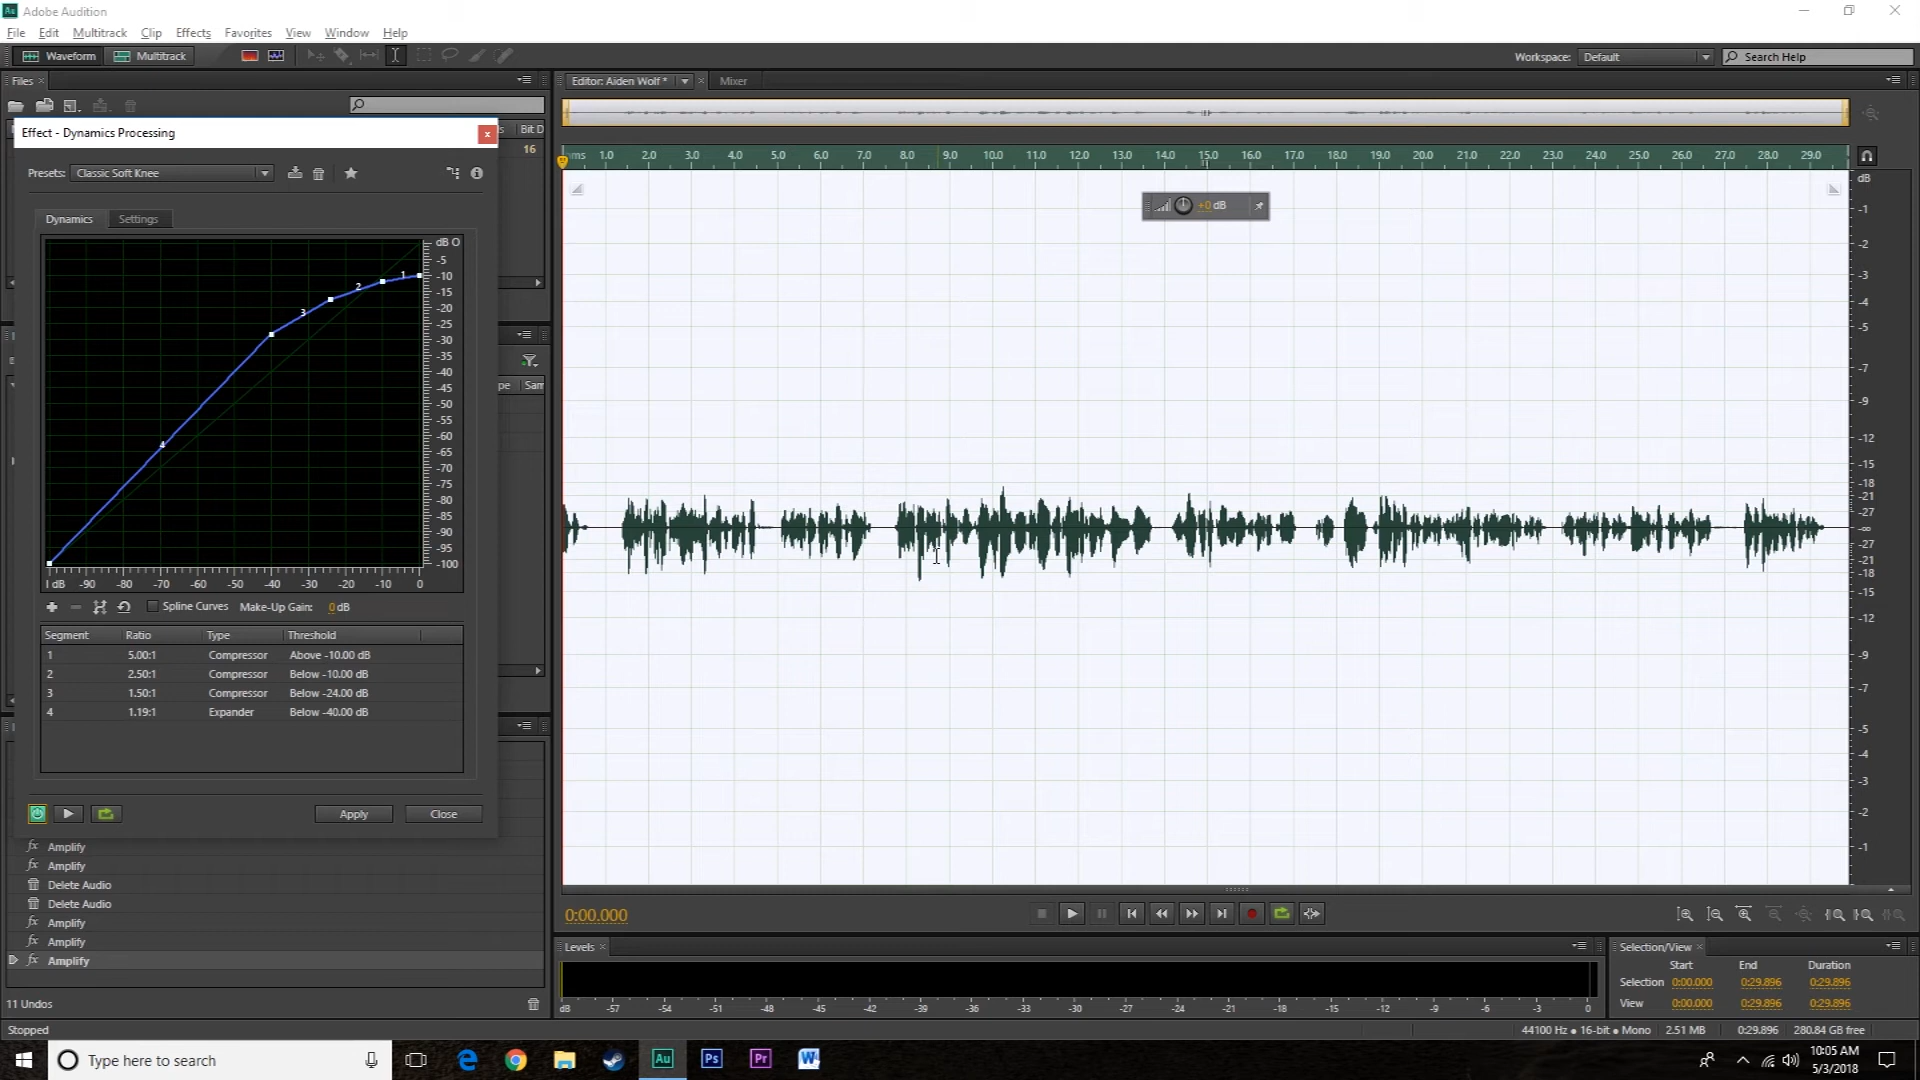 Adobe Audition
File Edit Multitrack Clip Effects Favorites View Window Help
Waveform Multitrack Workspace: Default Search Help
Files
Editor: Aiden Wolf * Mixer
Effect - Dynamics Processing
Bit D
16
Presets: Classic Soft Knee
Dynamics Settings
dB O
-5
-10
-15
-20
-25
-30
-35
-40
-45
-50
-55
-60
-65
-70
-75
-80
-85
-90
-95
-100
1
2
3
4
I dB -90 -80 -70 -60 -50 -40 -30 -20 -10 0
Spline Curves Make-Up Gain: 0 dB
Segment Ratio Type Threshold
1 5.00:1 Compressor Above -10.00 dB
2 2.50:1 Compressor Below -10.00 dB
3 1.50:1 Compressor Below -24.00 dB
4 1.19:1 Expander Below -40.00 dB
Apply Close
Amplify
Amplify
Delete Audio
Delete Audio
Amplify
Amplify
Amplify
11 Undos
Stopped
pe Sam
hms 1.0 2.0 3.0 4.0 5.0 6.0 7.0 8.0 9.0 10.0 11.0 12.0 13.0 14.0 15.0 16.0 17.0 18.0 19.0 20.0 21.0 22.0 23.0 24.0 25.0 26.0 27.0 28.0 29.0
+0 dB
dB
-1
-2
-3
-4
-5
-7
-9
-12
-15
-18
-21
-27
-∞
-27
-21
-18
-15
-12
-9
-7
-5
-4
-3
-2
-1
0:00.000
Levels
dB -57 -54 -51 -48 -45 -42 -39 -36 -33 -30 -27 -24 -21 -18 -15 -12 -9 -6 -3 0
Selection/View
Start End Duration
Selection 0:00.000 0:29.896 0:29.896
View 0:00.000 0:29.896 0:29.896
44100 Hz ● 16-bit ● Mono 2.51 MB 0:29.896 280.84 GB free
Type here to search
10:05 AM
5/3/2018